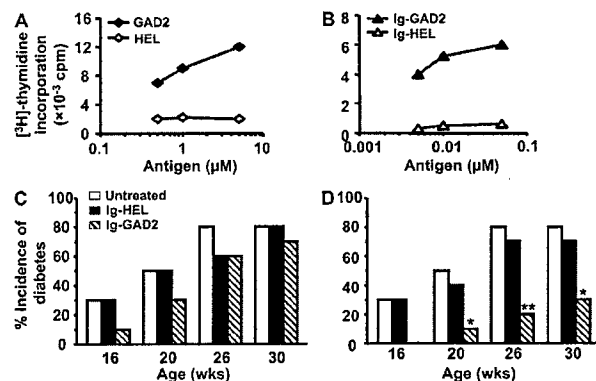 A
GAD2
HEL
[³H]-thymidine
incorporation
(×10⁻³ cpm)
16
12
8
4
0
0.1
1
10
Antigen (µM)
B
Ig-GAD2
Ig-HEL
8
6
4
2
0
0.001
0.01
0.1
Antigen (µM)
C
Untreated
Ig-HEL
Ig-GAD2
% Incidence of
diabetes
100
80
60
40
20
0
16
20
26
30
Age (wks)
D
100
80
60
40
20
0
*
**
*
16
20
26
30
Age (wks)